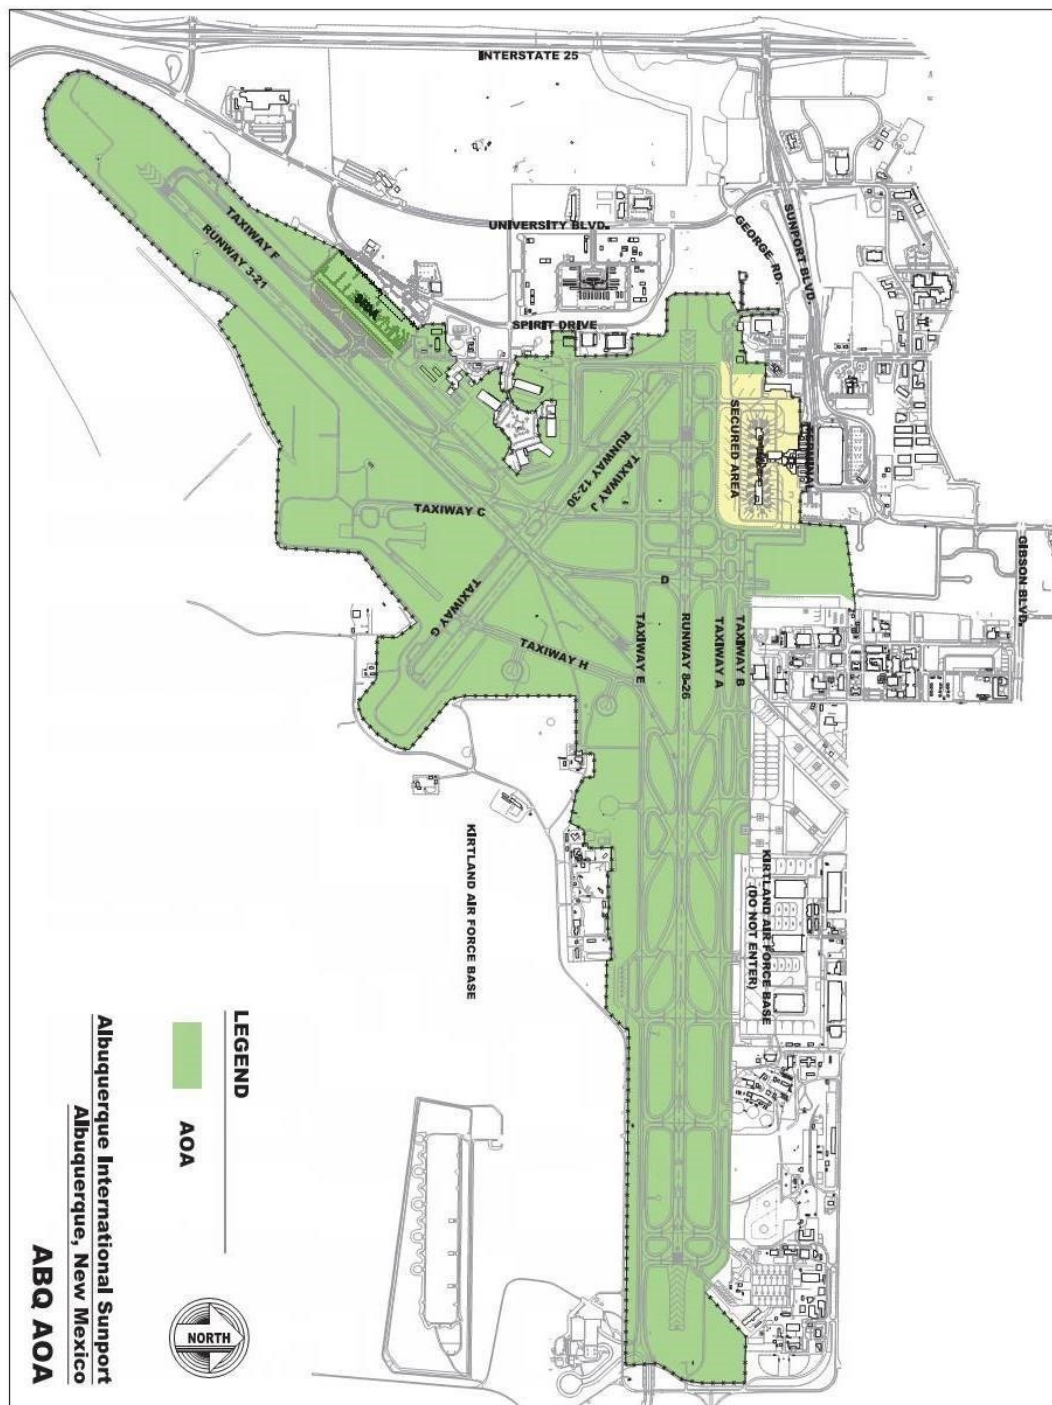 INTERSTATE 25
UNIVERSITY BLVD.
GEORGE RD.
SUNPORT BLVD.
TAXIWAY F
RUNWAY 3-21
SIDA
SPIRIT DRIVE
SECURED AREA
TERMINAL
GIBSON BLVD.
RUNWAY 12-30
TAXIWAY J
TAXIWAY C
D
TAXIWAY G
TAXIWAY H
TAXIWAY E
RUNWAY 8-26
TAXIWAY A
TAXIWAY B
KIRTLAND AIR FORCE BASE
KIRTLAND AIR FORCE BASE
(DO NOT ENTER)
LEGEND
AOA
NORTH
Albuquerque International Sunport
Albuquerque, New Mexico
ABQ AOA